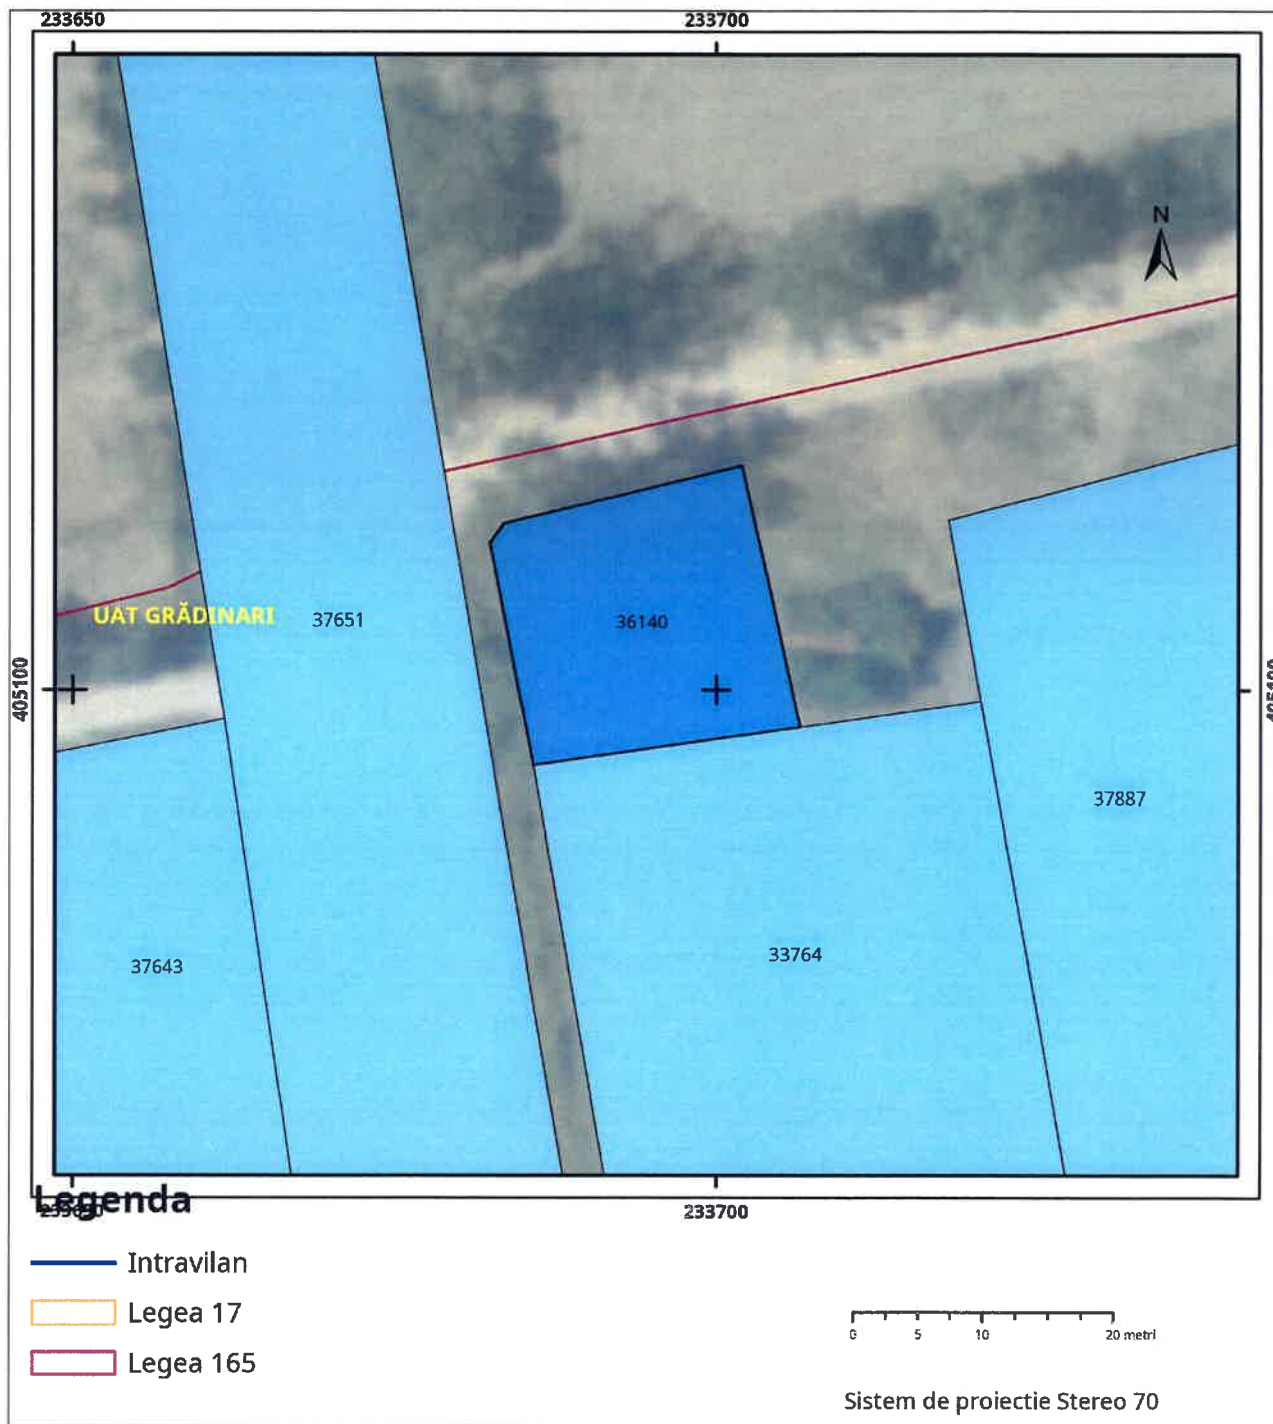 233650 233700
N
UAT GRĂDINARI
37651
36140
405100
37887
33764
37643
Legenda
233700
Intravilan
Legea 17
Legea 165
0 5 10 20 metri
Sistem de proiectie Stereo 70